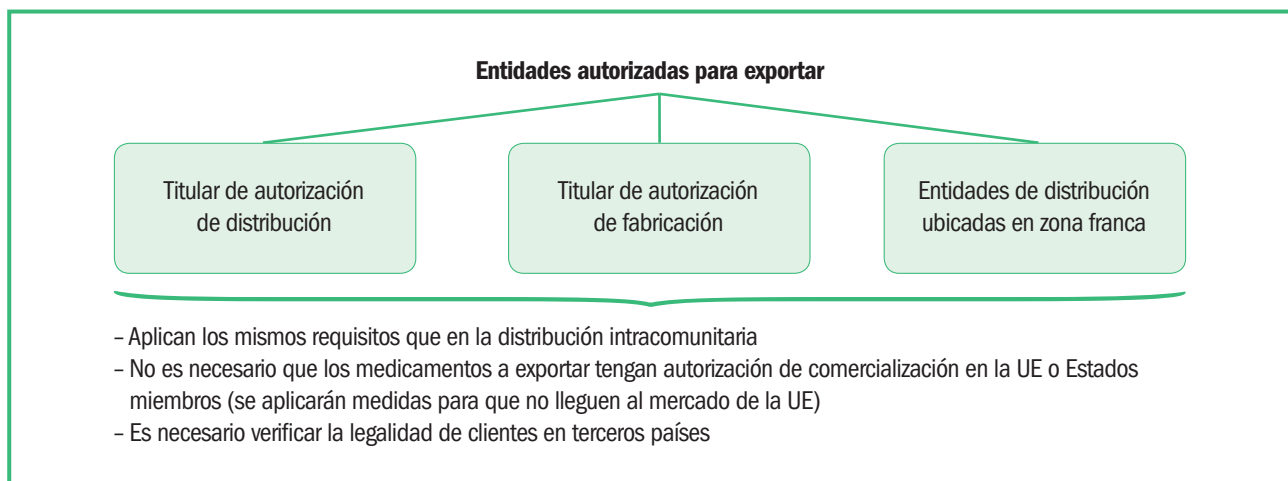 Entidades autorizadas para exportar
Titular de autorización
de distribución
Titular de autorización
de fabricación
Entidades de distribución
ubicadas en zona franca
– Aplican los mismos requisitos que en la distribución intracomunitaria
– No es necesario que los medicamentos a exportar tengan autorización de comercialización en la UE o Estados
miembros (se aplicarán medidas para que no lleguen al mercado de la UE)
– Es necesario verificar la legalidad de clientes en terceros países